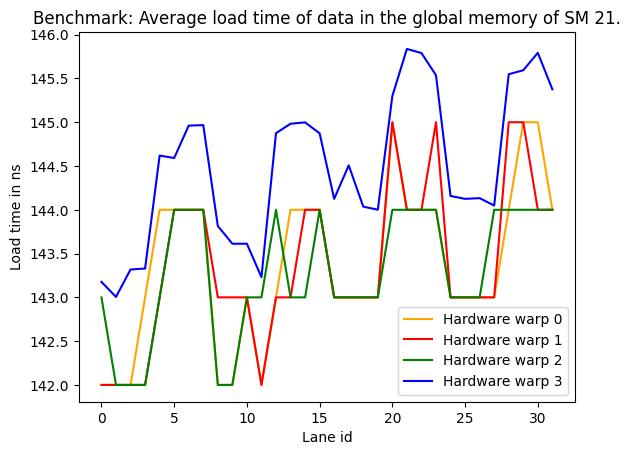 Benchmark: Average load time of data in the global memory of SM 21.
Load time in ns
146.0
145.5
145.0
144.5
144.0
143.5
143.0
142.5
142.0
Hardware warp 0
Hardware warp 1
Hardware warp 2
Hardware warp 3
0 5 10 15 20 25 30
Lane id